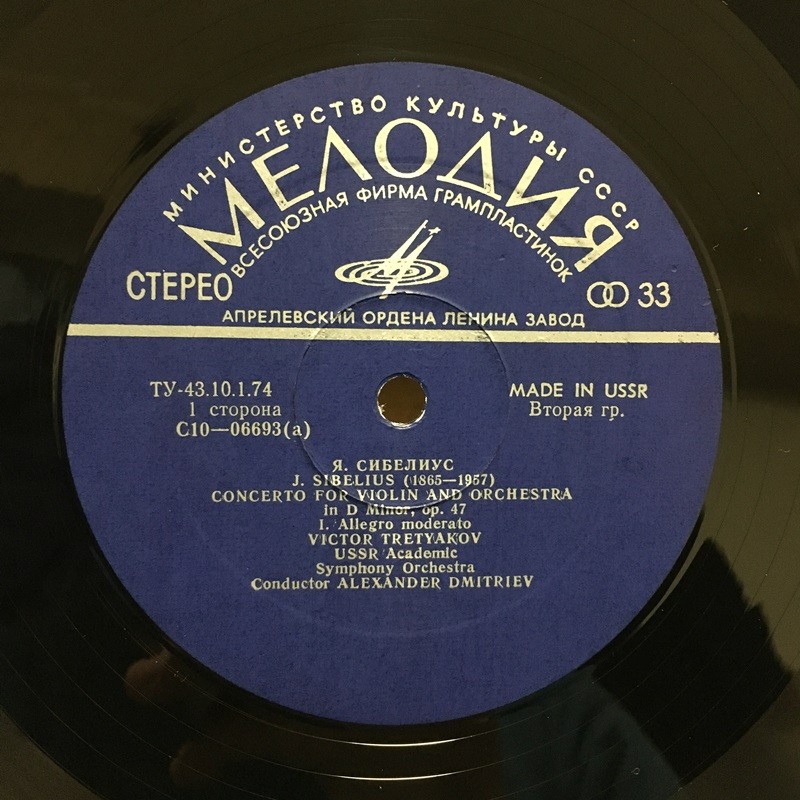 МИНИСТЕРСТВО КУЛЬТУРЫ СССР
МЕЛОДИЯ
ВСЕСОЮЗНАЯ ФИРМА ГРАМПЛАСТИНОК
СТЕРЕО
33
АПРЕЛЕВСКИЙ ОРДЕНА ЛЕНИНА ЗАВОД
ТУ-43.10.1.74
1 сторона
С10—06693(а)
MADE IN USSR
Вторая гр.
Я. СИБЕЛИУС
J. SIBELIUS (1865—1957)
CONCERTO FOR VIOLIN AND ORCHESTRA
in D Minor, op. 47
I. Allegro moderato
VICTOR TRETYAKOV
USSR Academic
Symphony Orchestra
Conductor ALEXANDER DMITRIEV